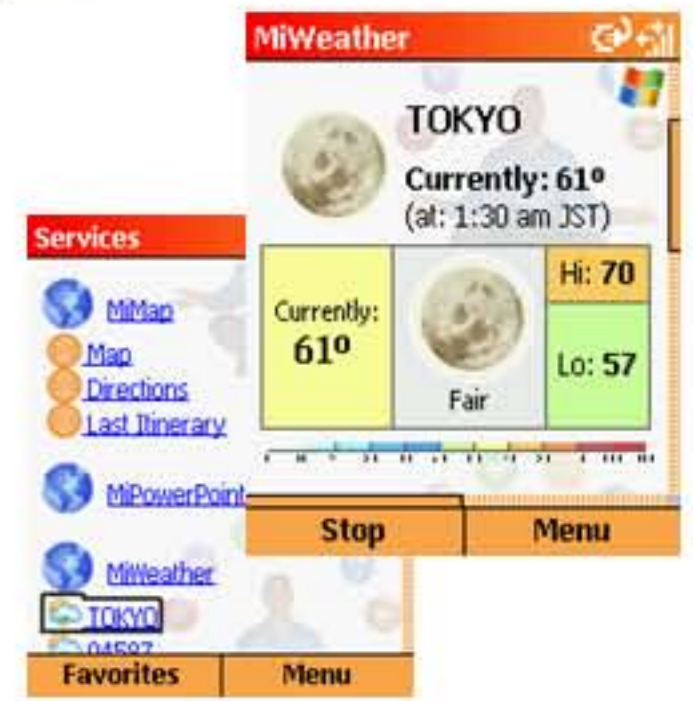 MiWeather
TOKYO
Currently: 61º
(at: 1:30 am JST)
Currently:
61º
Fair
Hi: 70
Lo: 57
Stop
Menu
Services
MiMap
Map
Directions
Last Itinerary
MiPowerPoint
MiWeather
TOKYO
Favorites
Menu